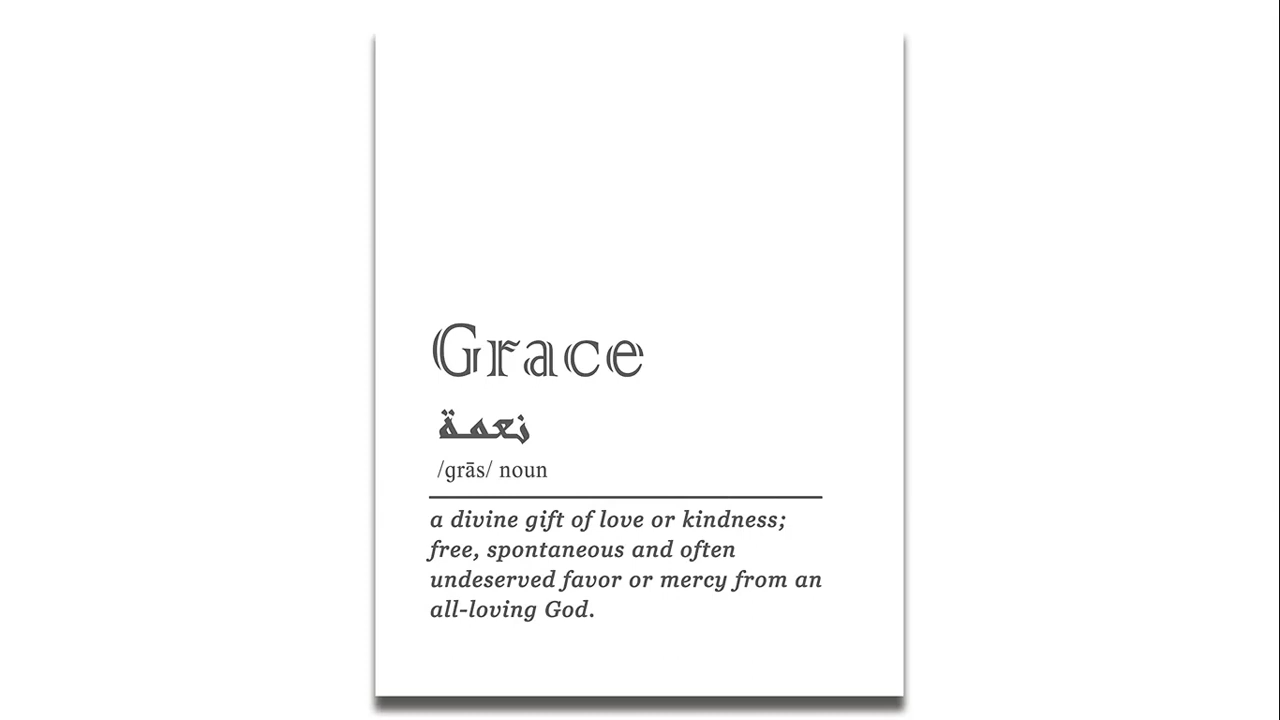 Grace
نعمة
/grās/ noun
a divine gift of love or kindness;
free, spontaneous and often
undeserved favor or mercy from an
all-loving God.